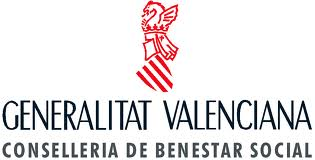 GENERALITAT VALENCIANA
CONSELLERIA DE BENESTAR SOCIAL